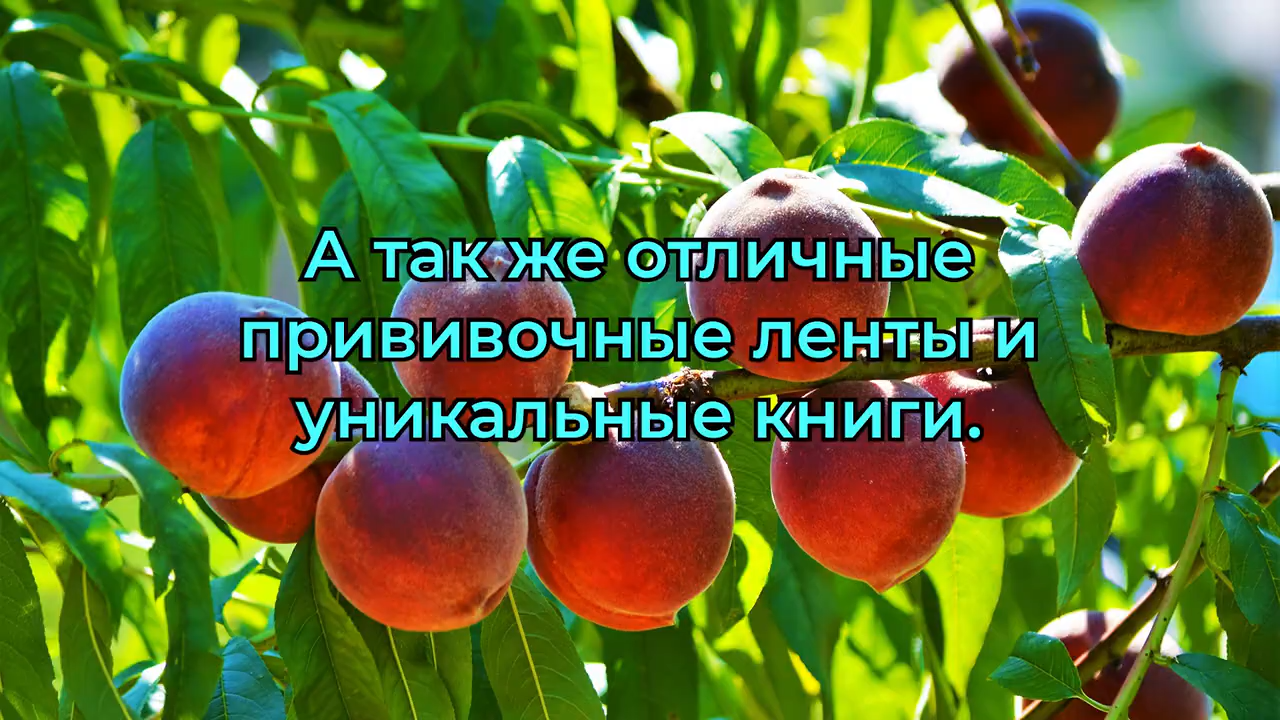 А так же отличные
прививочные ленты и
уникальные книги.